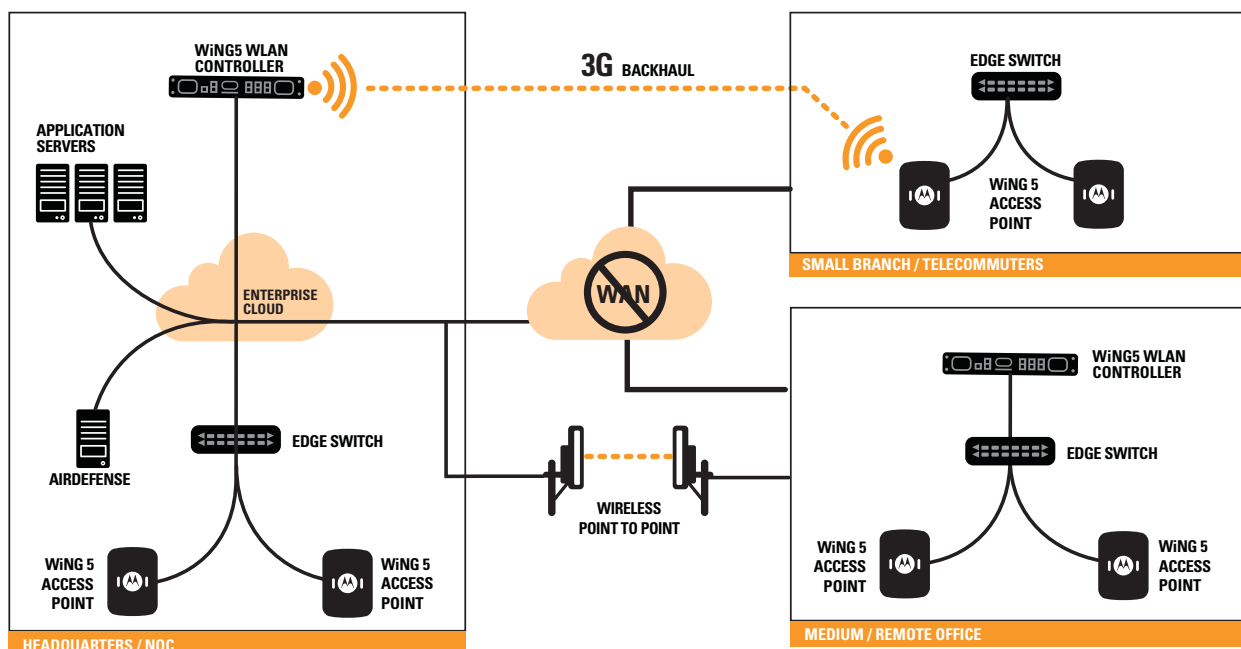 WiNG5 WLAN
CONTROLLER
3G BACKHAUL
EDGE SWITCH
APPLICATION
SERVERS
WiNG 5
ACCESS
POINT
SMALL BRANCH / TELECOMMUTERS
ENTERPRISE
CLOUD
WAN
WiNG5 WLAN
CONTROLLER
EDGE SWITCH
EDGE SWITCH
AIRDEFENSE
WIRELESS
POINT TO POINT
WiNG 5
ACCESS
POINT
WiNG 5
ACCESS
POINT
WiNG 5
ACCESS
POINT
WiNG 5
ACCESS
POINT
HEADQUARTERS / NOC
MEDIUM / REMOTE OFFICE